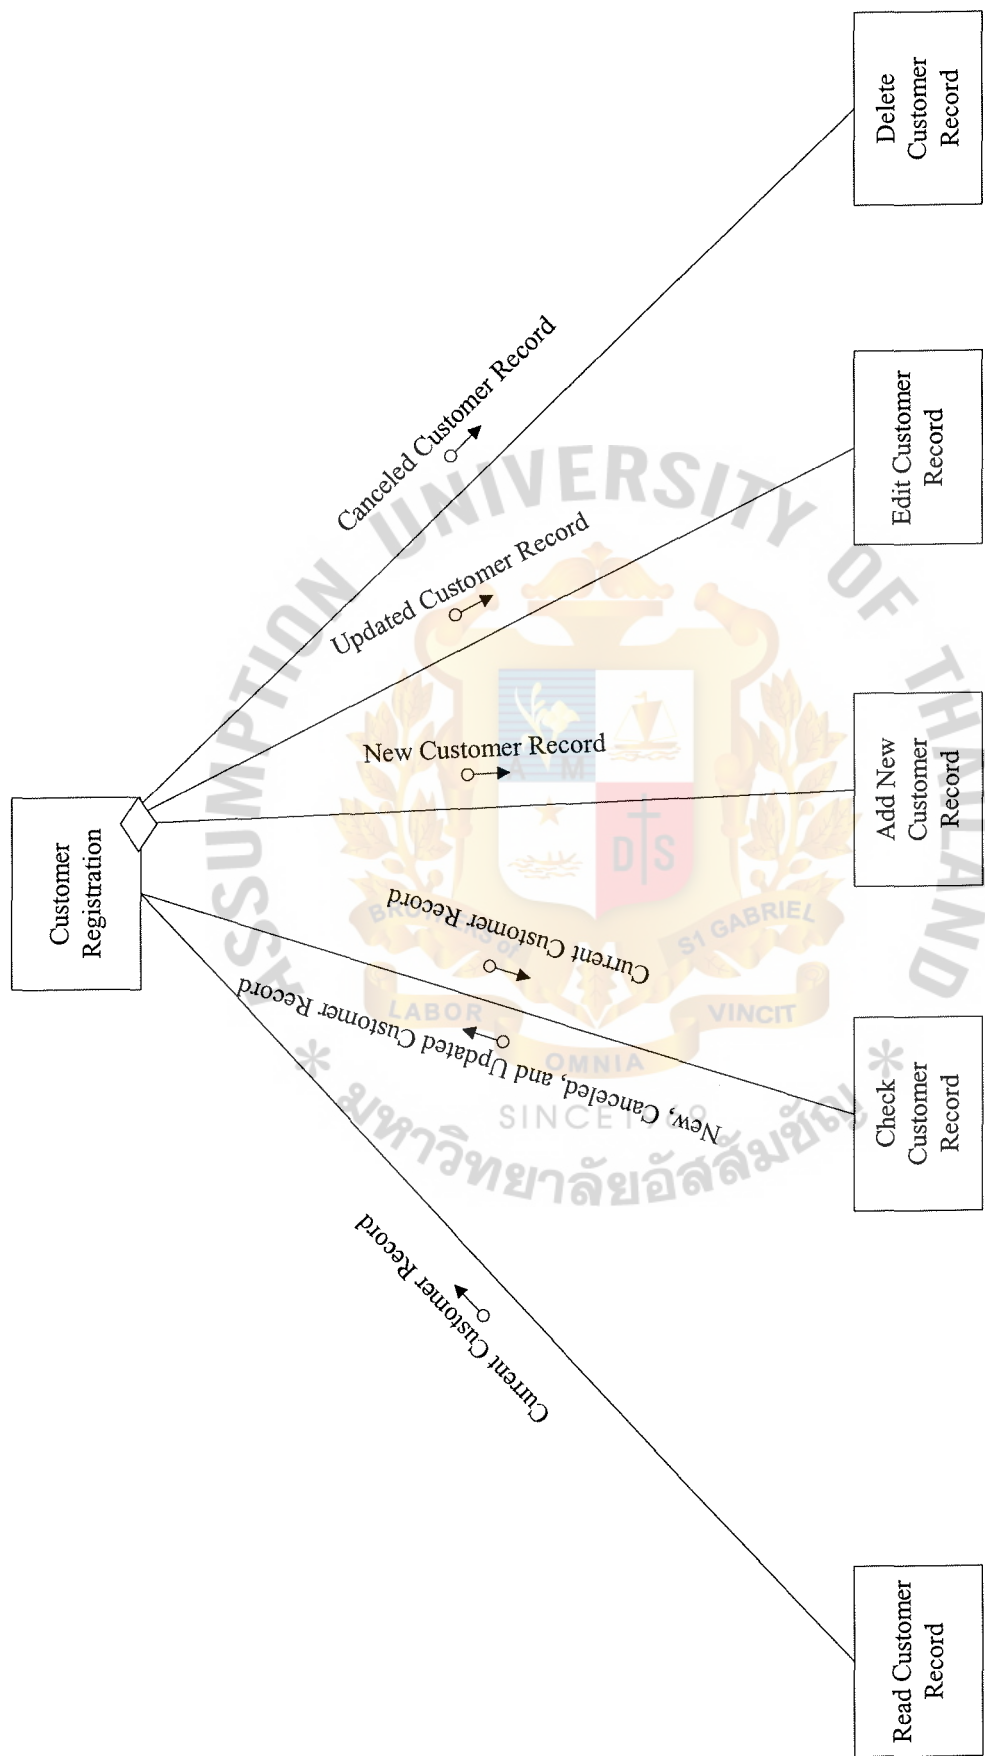 Customer
Registration
Current Customer Record
New, Canceled, and Updated Customer Record
Current Customer Record
New Customer Record
Updated Customer Record
Canceled Customer Record
Read Customer
Record
Check
Customer
Record
Add New
Customer
Record
Edit Customer
Record
Delete
Customer
Record
ASSUMPTION UNIVERSITY OF THAILAND
A M
D S
BROTHERS OF
ST GABRIEL
LABOR
OMNIA
VINCIT
SINCE 1969
* มหาวิทยาลัยอัสสัมชัญ *